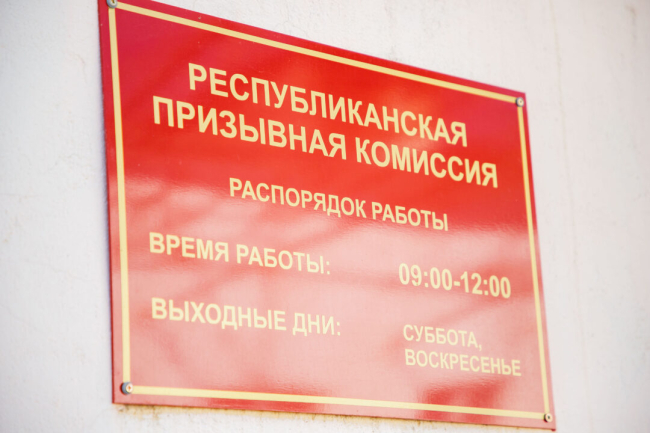 РЕСПУБЛИКАНСКАЯ
ПРИЗЫВНАЯ КОМИССИЯ
РАСПОРЯДОК РАБОТЫ
ВРЕМЯ РАБОТЫ: 09:00-12:00
ВЫХОДНЫЕ ДНИ: СУББОТА,
ВОСКРЕСЕНЬЕ